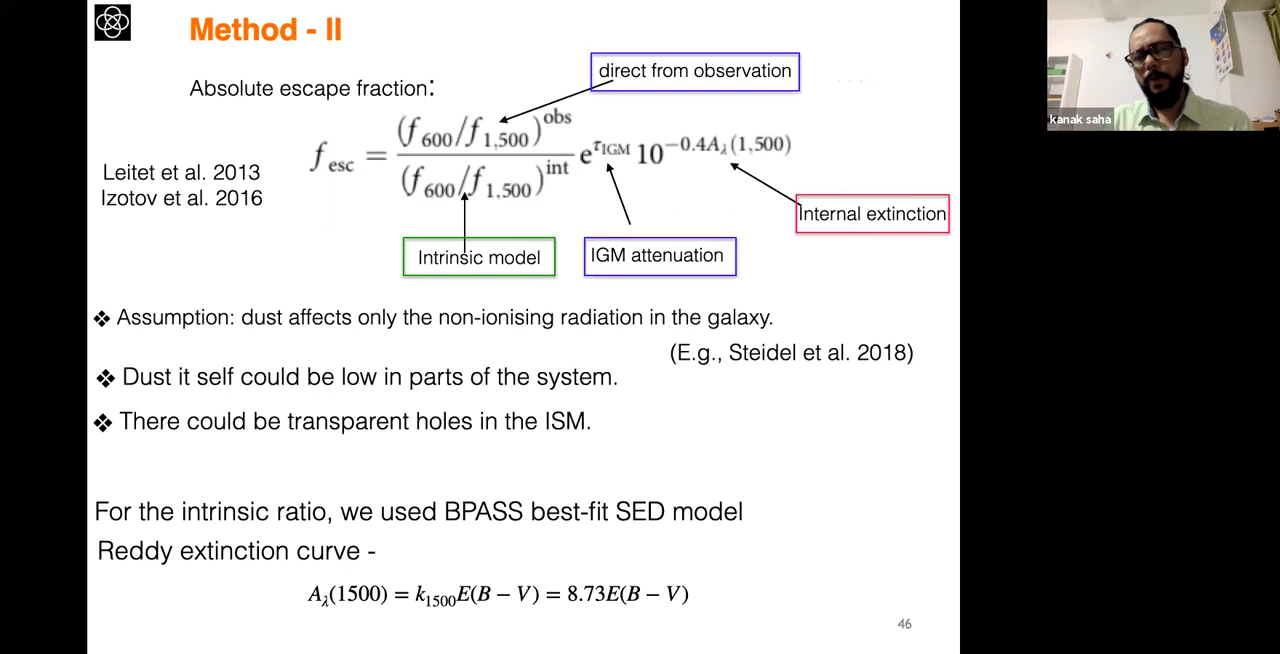 Method - II
direct from observation
Absolute escape fraction:
f_esc = (f_600/f_1,500)^obs / (f_600/f_1,500)^int e^τ_IGM 10^−0.4A_λ(1,500)
Leitet et al. 2013
Izotov et al. 2016
Internal extinction
Intrinsic model
IGM attenuation
❖ Assumption: dust affects only the non-ionising radiation in the galaxy.
(E.g., Steidel et al. 2018)
❖ Dust it self could be low in parts of the system.
❖ There could be transparent holes in the ISM.
For the intrinsic ratio, we used BPASS best-fit SED model
Reddy extinction curve -
A_λ(1500) = k_1500E(B − V) = 8.73E(B − V)
46
kanak saha